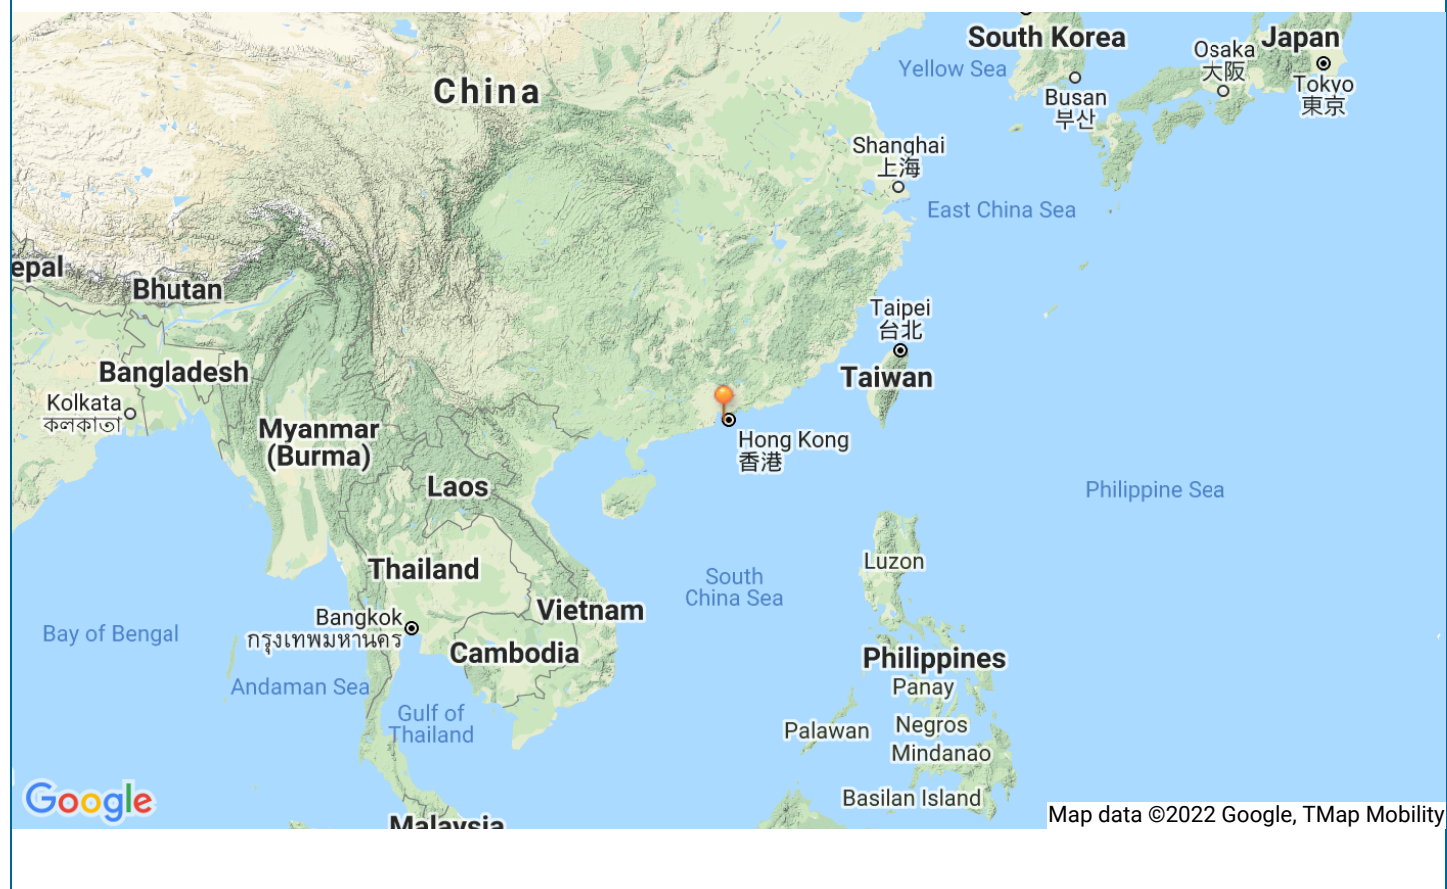 South Korea
Japan
Osaka
大阪
Yellow Sea
Tokyo
東京
China
Busan
부산
Shanghai
上海
East China Sea
epal
Bhutan
Taipei
台北
Bangladesh
Taiwan
Kolkata
কলকাতা
Myanmar
(Burma)
Hong Kong
香港
Laos
Philippine Sea
Luzon
Thailand
South
China Sea
Vietnam
Bangkok
กรุงเทพมหานคร
Bay of Bengal
Cambodia
Philippines
Andaman Sea
Panay
Gulf of
Thailand
Palawan
Negros
Mindanao
Basilan Island
Google
Malaysia
Map data ©2022 Google, TMap Mobility